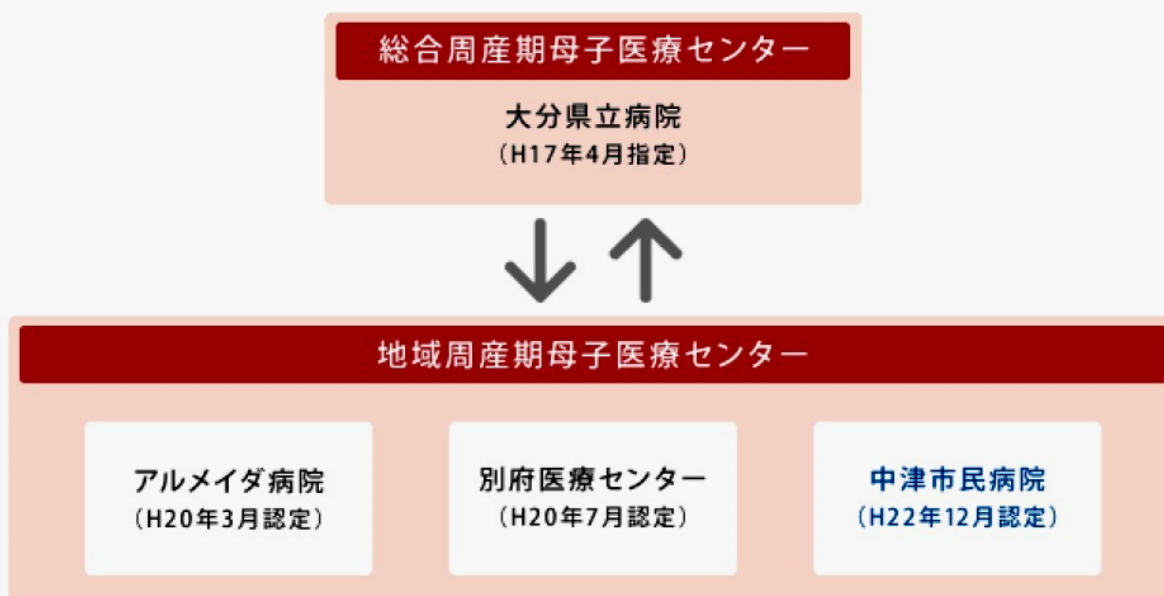 総合周産期母子医療センター
大分県立病院
（H17年4月指定）
地域周産期母子医療センター
アルメイダ病院
（H20年3月認定）
別府医療センター
（H20年7月認定）
中津市民病院
（H22年12月認定）